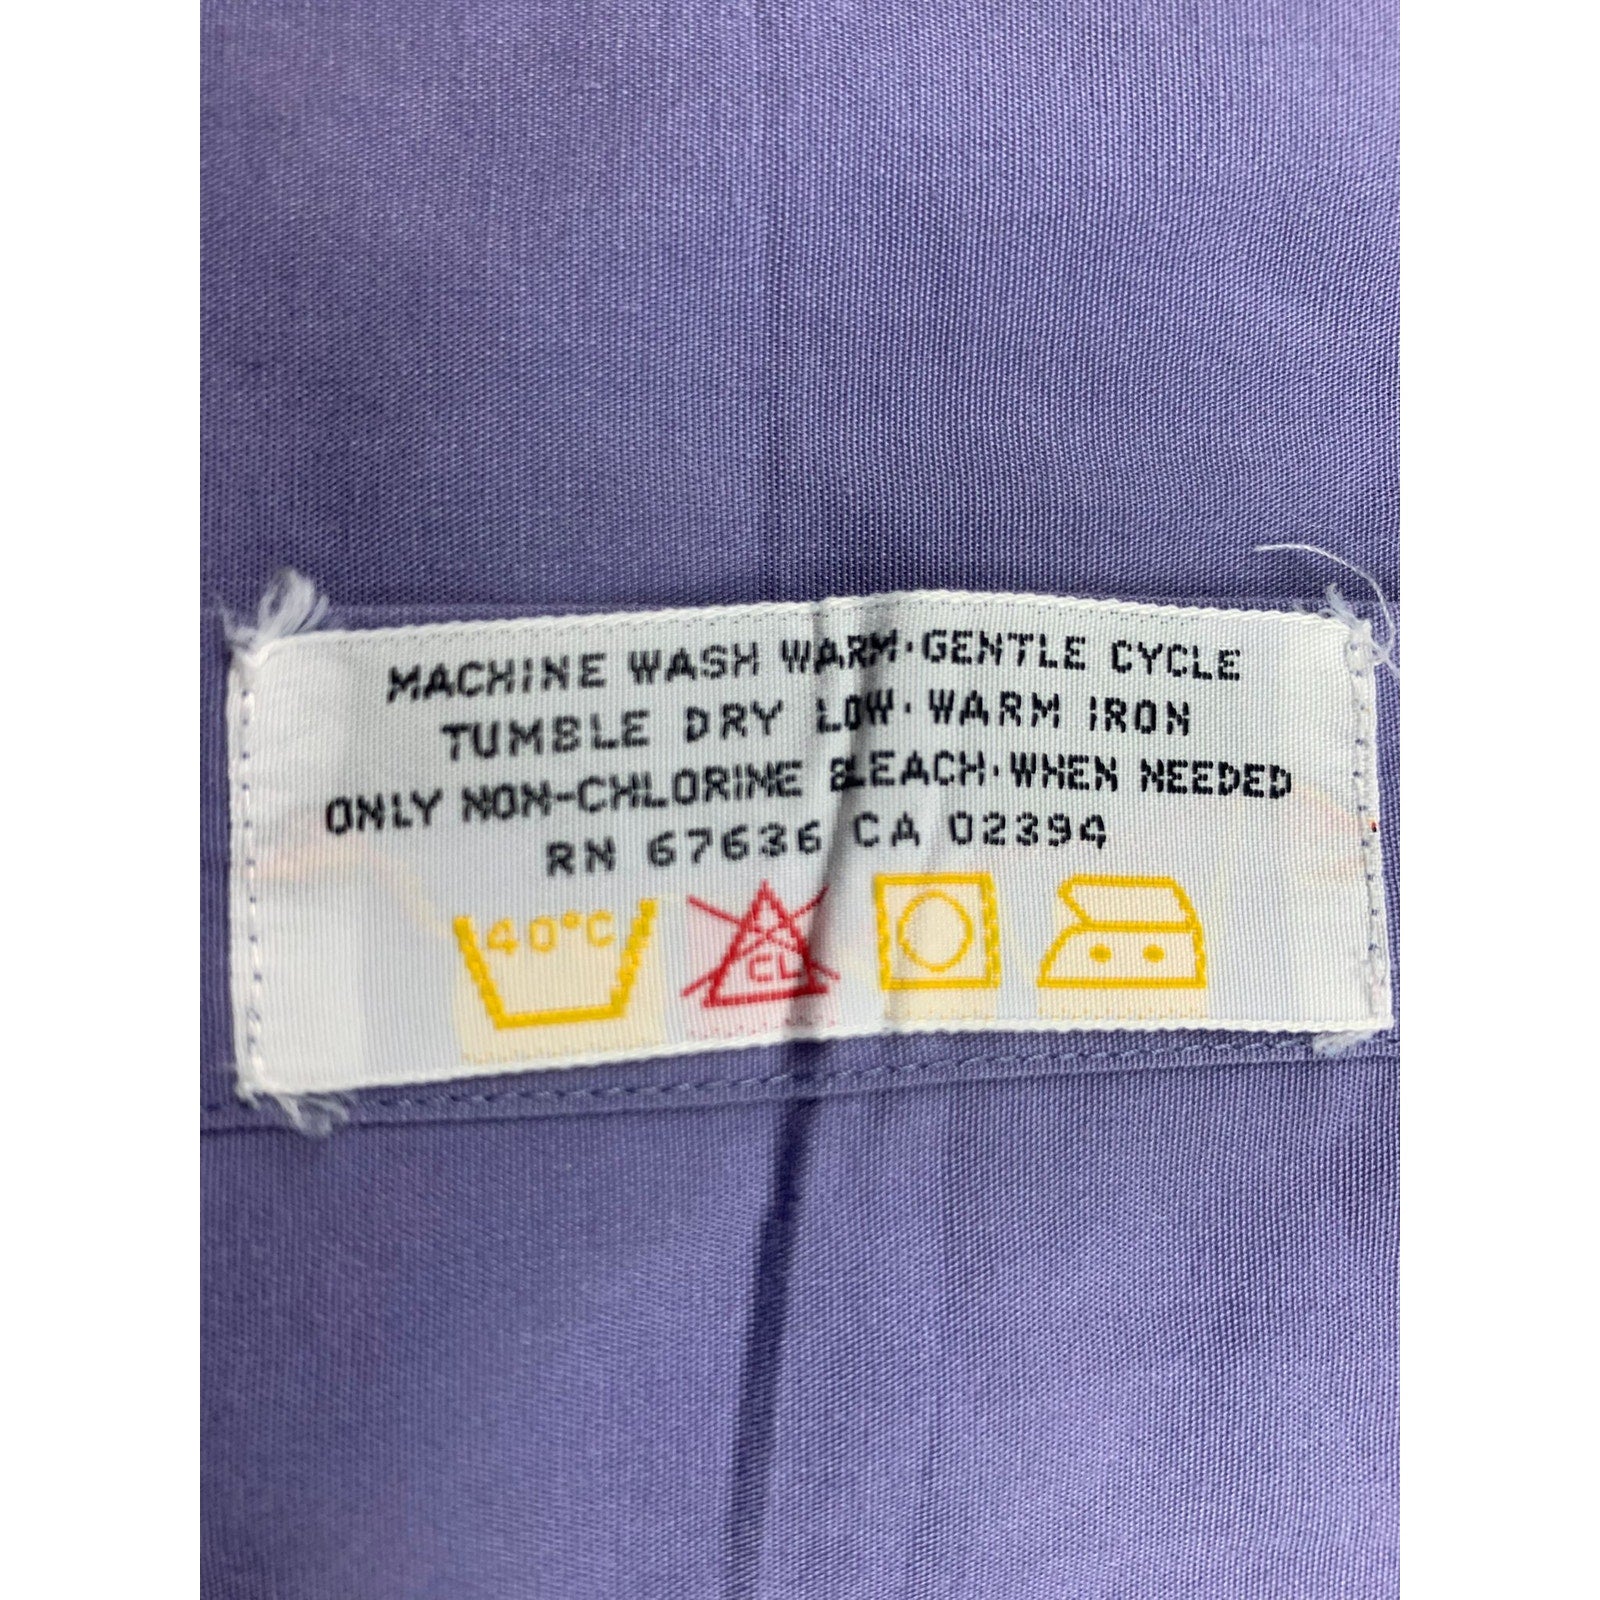 MACHINE WASH WARM·GENTLE CYCLE
TUMBLE DRY LOW·WARM IRON
ONLY NON-CHLORINE BLEACH·WHEN NEEDED
RN 67636 CA 02394
40°C CL